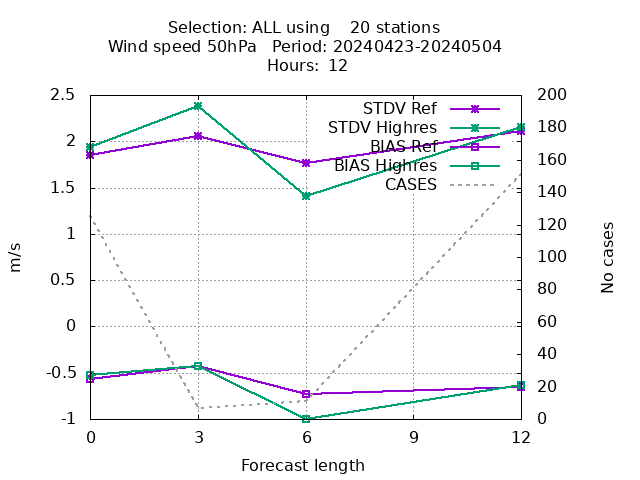 Selection: ALL using    20 stations
Wind speed 50hPa   Period: 20240423-20240504
Hours: 12
2.5
2
1.5
1
0.5
0
-0.5
-1
m/s
STDV Ref
STDV Highres
BIAS Ref
BIAS Highres
CASES
200
180
160
140
120
100
80
60
40
20
0
No cases
0 3 6 9 12
Forecast length